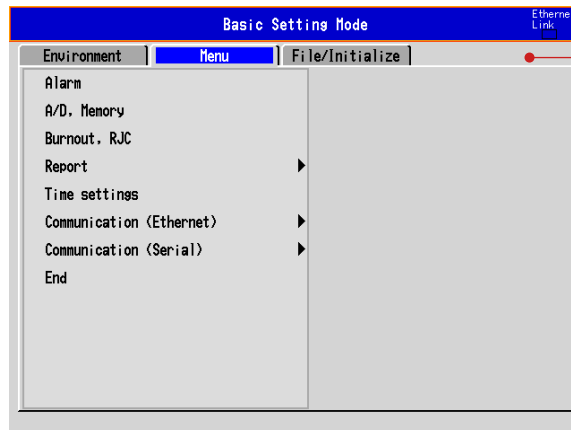 Basic Setting Mode
Etherne
Link
Environment Menu File/Initialize
Alarm
A/D, Memory
Burnout, RJC
Report
Time settings
Communication (Ethernet)
Communication (Serial)
End